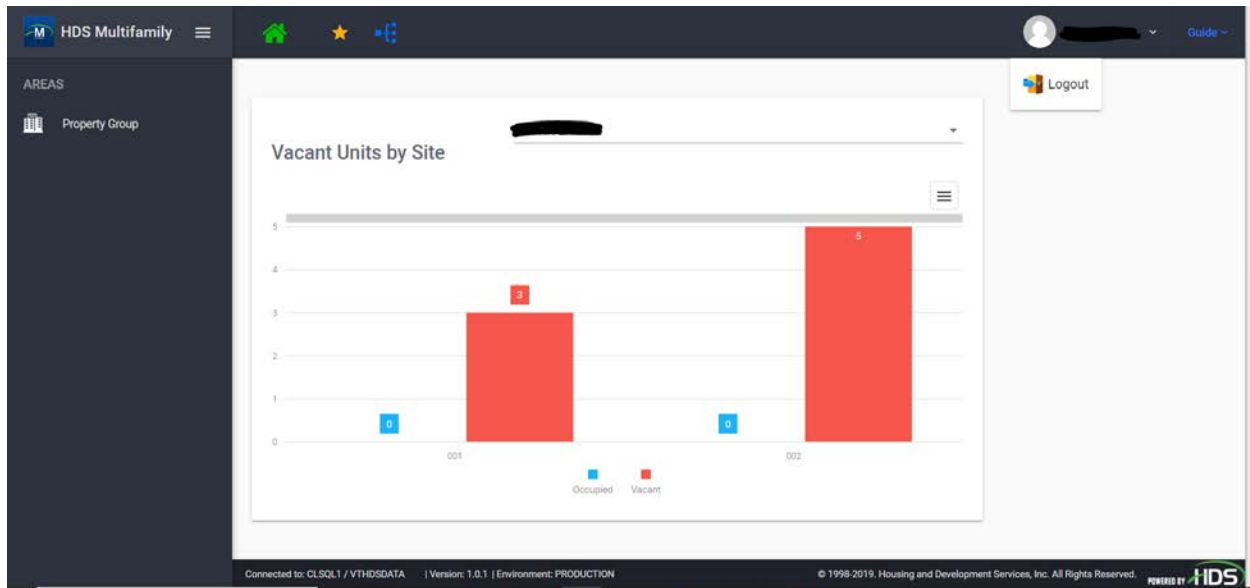 M HDS Multifamily
Guide
AREAS
Property Group
Logout
Vacant Units by Site
5
4
3
2
1
0
0
3
0
5
001
002
Occupied Vacant
Connected to: CLSQL1 / VTHDSDATA | Version: 1.0.1 | Environment: PRODUCTION
© 1998-2019. Housing and Development Services, Inc. All Rights Reserved.
POWERED BY HDS